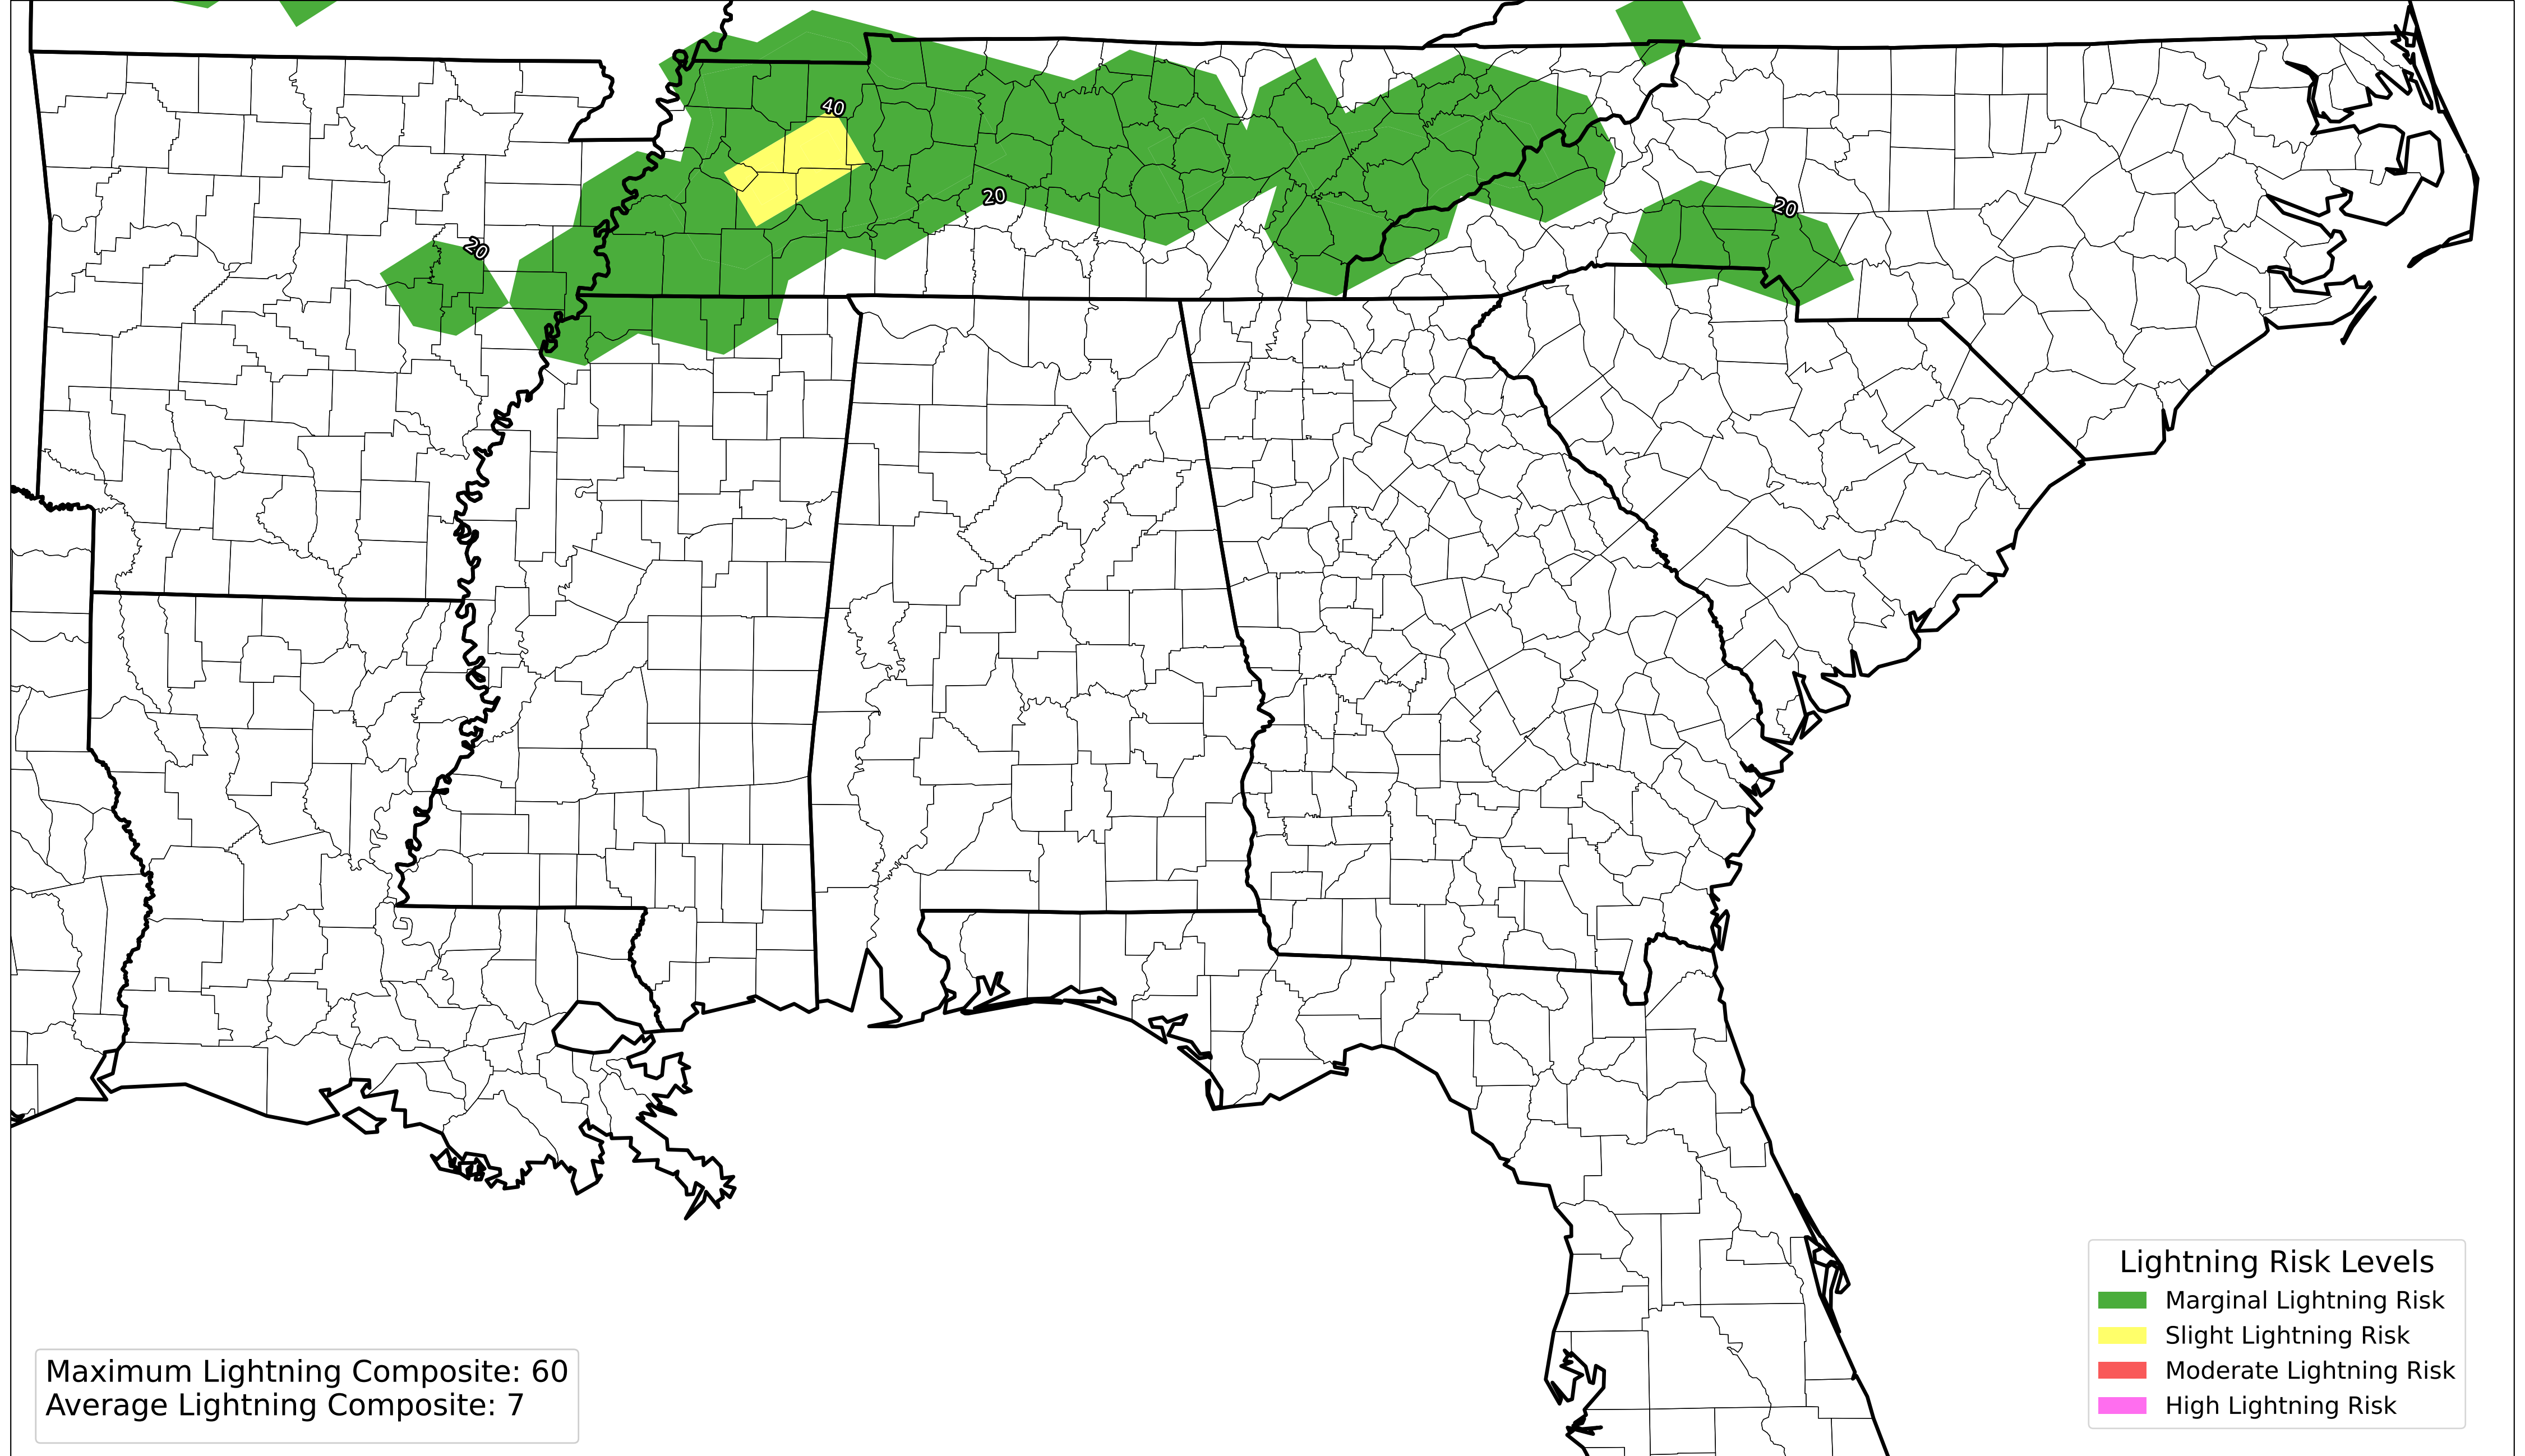 40
20
20
20
Lightning Risk Levels
Marginal Lightning Risk
Slight Lightning Risk
Moderate Lightning Risk
High Lightning Risk
Maximum Lightning Composite: 60
Average Lightning Composite: 7